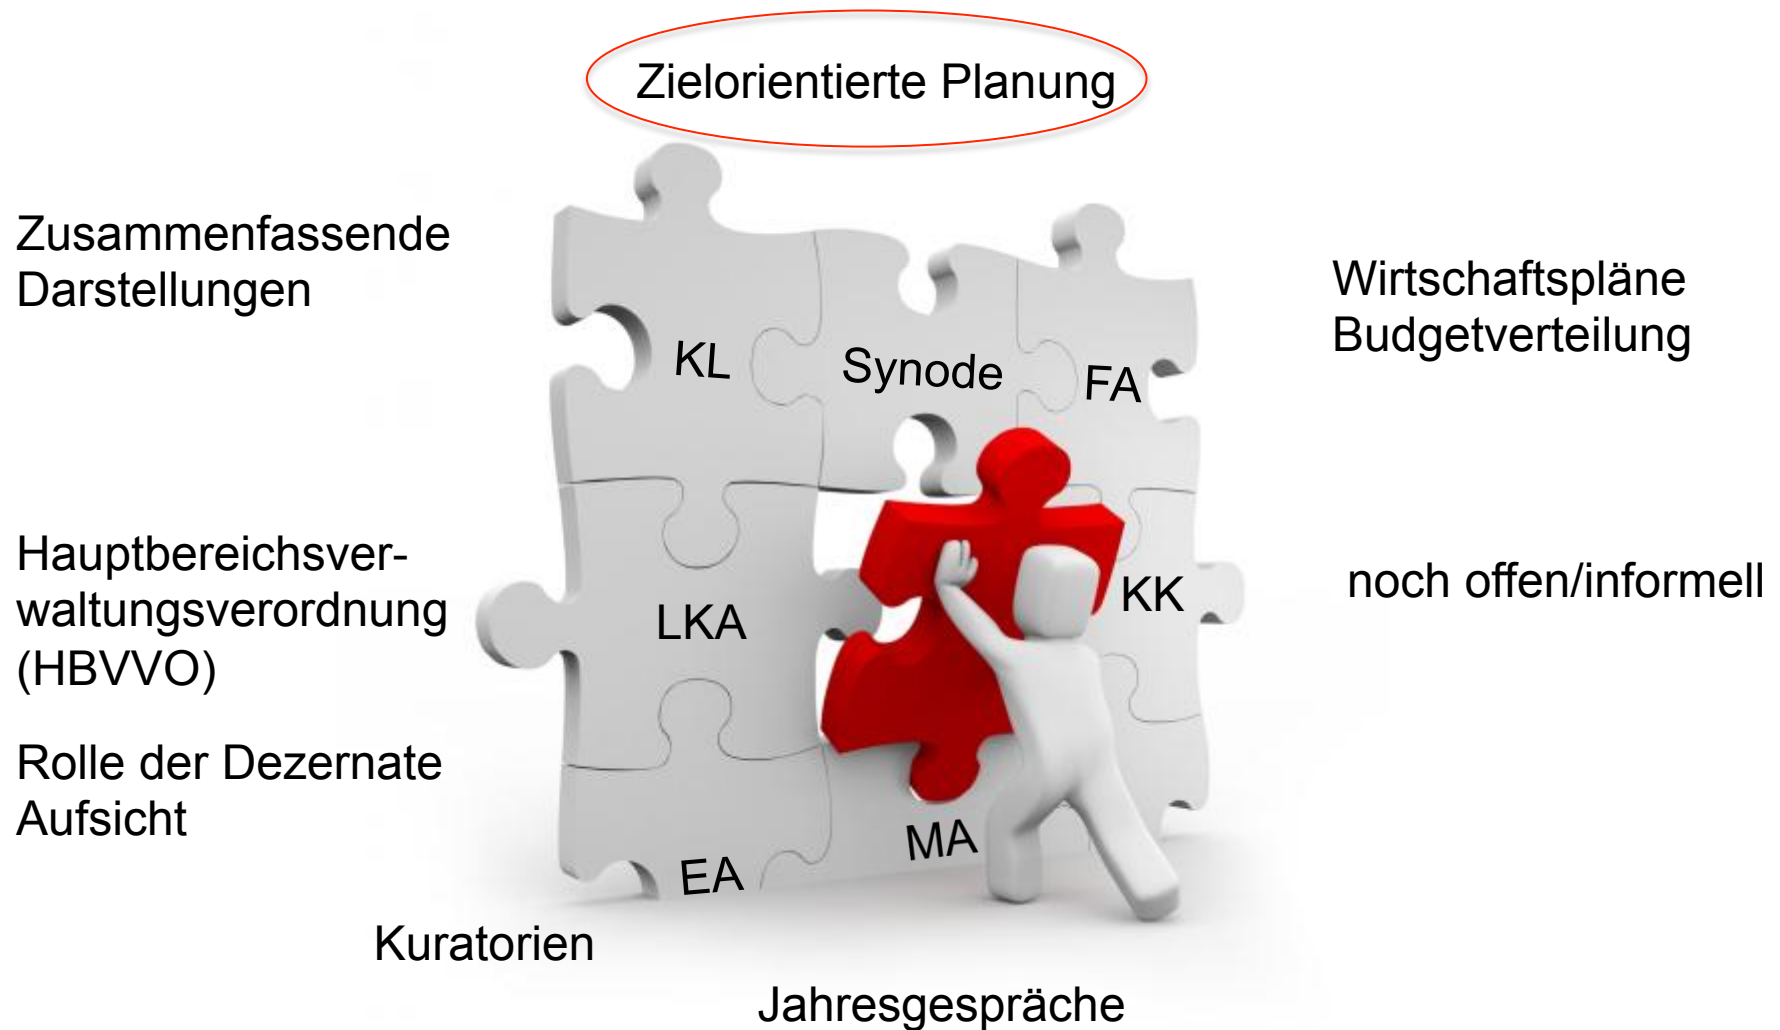 Zielorientierte Planung
Zusammenfassende
Darstellungen
Wirtschaftspläne
Budgetverteilung
KL
Synode
FA
Hauptbereichsver-
waltungsverordnung
(HBVVO)
LKA
KK
noch offen/informell
Rolle der Dezernate
Aufsicht
EA
MA
Kuratorien
Jahresgespräche